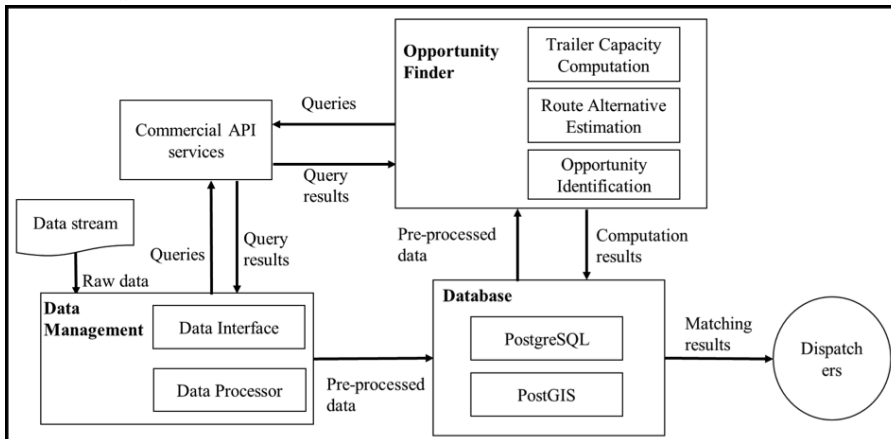 Opportunity
Finder
Trailer Capacity
Computation
Route Alternative
Estimation
Opportunity
Identification
Queries
Commercial API
services
Query
results
Data stream
Raw data
Queries
Query
results
Pre-processed
data
Computation
results
Data
Management
Data Interface
Data Processor
Pre-processed
data
Database
PostgreSQL
PostGIS
Matching
results
Dispatch
ers